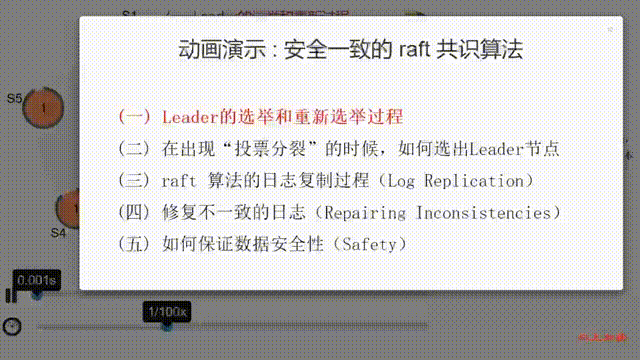 动画演示：安全一致的 raft 共识算法
(一) Leader的选举和重新选举过程
(二) 在出现“投票分裂”的时候，如何选出Leader节点
(三) raft 算法的日志复制过程（Log Replication）
(四) 修复不一致的日志（Repairing Inconsistencies）
(五) 如何保证数据安全性（Safety）
S5
1
S4
1
0.001s
1/100x